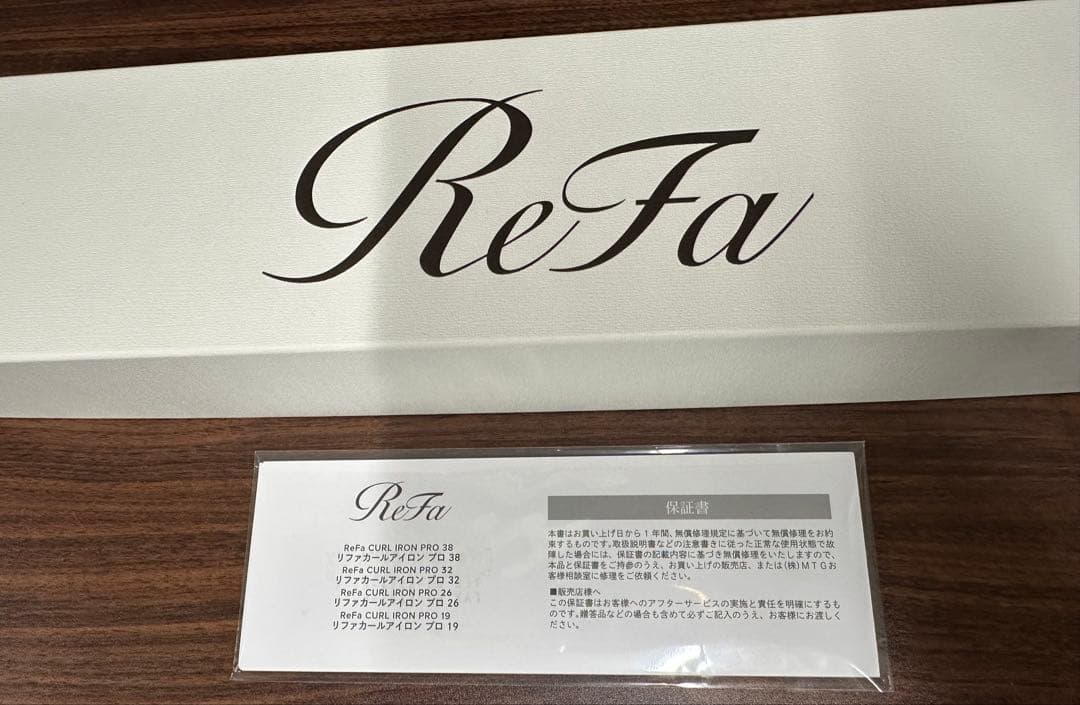 ReFa
ReFa
ReFa CURL IRON PRO 38
リファカールアイロン プロ 38
ReFa CURL IRON PRO 32
リファカールアイロン プロ 32
ReFa CURL IRON PRO 26
リファカールアイロン プロ 26
ReFa CURL IRON PRO 19
リファカールアイロン プロ 19
保証書
本書はお買い上げ日から1年間、無償修理規定に基づいて無償修理をお約
束するものです。取扱説明書などの注意書きに従った正常な使用状態で故
障した場合には、保証書の記載内容に基づき無償修理をいたしますので、
本品と保証書をご持参のうえ、お買い上げの販売店、または(株)MTGお
客様相談室に修理をご依頼ください。
■販売店様へ
この保証書はお客様へのアフターサービスの実施と責任を明確にするも
のです。贈答品などの場合も含めて必ずご記入のうえ、お客様にお渡しく
ださい。